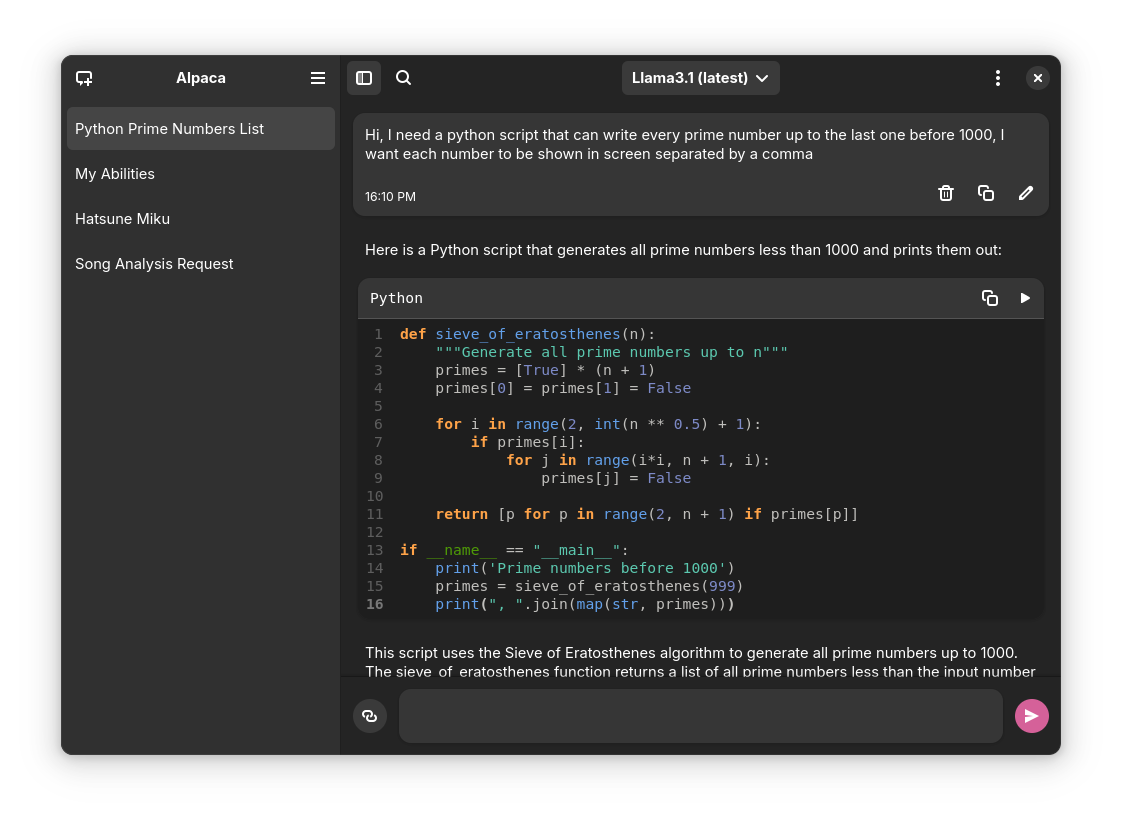 Alpaca
Python Prime Numbers List
My Abilities
Hatsune Miku
Song Analysis Request
Llama3.1 (latest)
Hi, I need a python script that can write every prime number up to the last one before 1000, I
want each number to be shown in screen separated by a comma
16:10 PM
Here is a Python script that generates all prime numbers less than 1000 and prints them out:
Python
1 def sieve_of_eratosthenes(n):
2     """Generate all prime numbers up to n"""
3     primes = [True] * (n + 1)
4     primes[0] = primes[1] = False
5
6     for i in range(2, int(n ** 0.5) + 1):
7         if primes[i]:
8             for j in range(i*i, n + 1, i):
9                 primes[j] = False
10
11     return [p for p in range(2, n + 1) if primes[p]]
12
13 if __name__ == "__main__":
14     print('Prime numbers before 1000')
15     primes = sieve_of_eratosthenes(999)
16     print(", ".join(map(str, primes)))
This script uses the Sieve of Eratosthenes algorithm to generate all prime numbers up to 1000.
The sieve_of_eratosthenes function returns a list of all prime numbers less than the input number